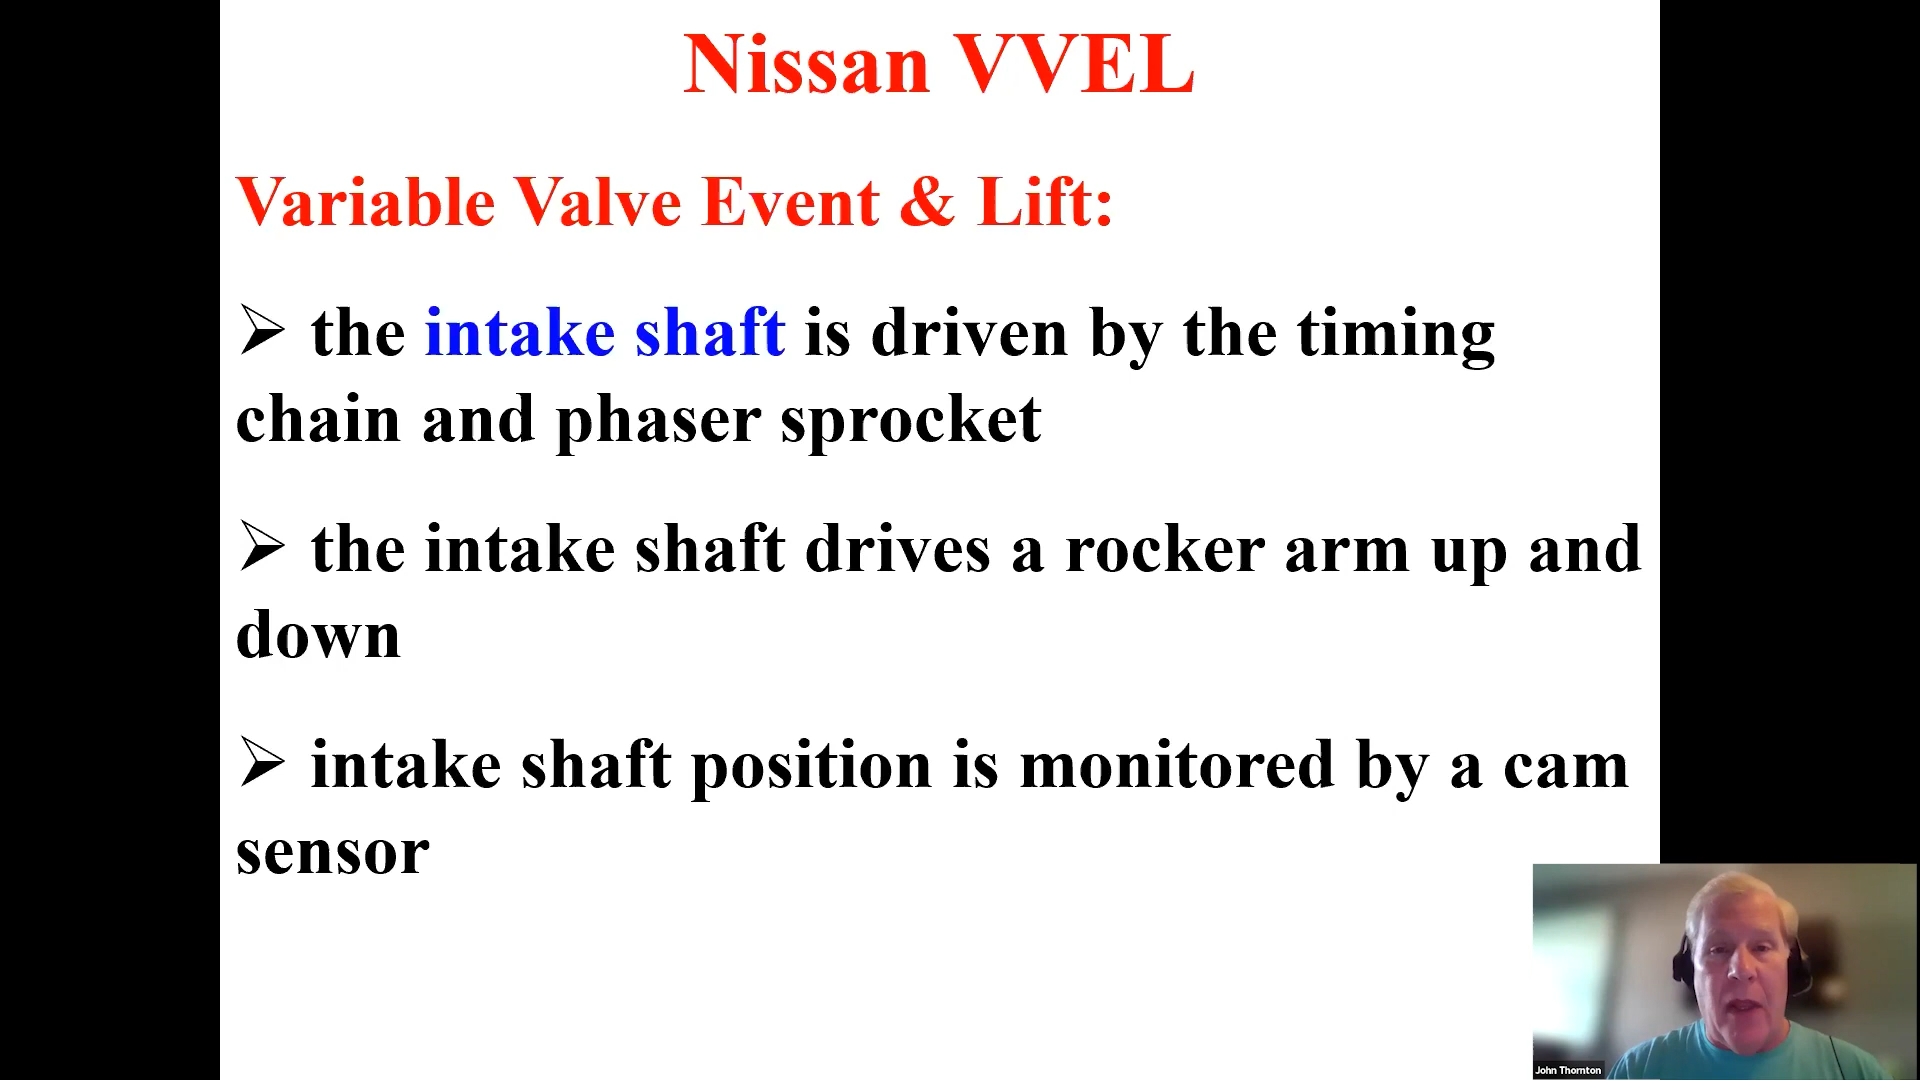 Nissan VVEL
Variable Valve Event & Lift:
➢ the intake shaft is driven by the timing
chain and phaser sprocket
➢ the intake shaft drives a rocker arm up and
down
➢ intake shaft position is monitored by a cam
sensor
John Thornton